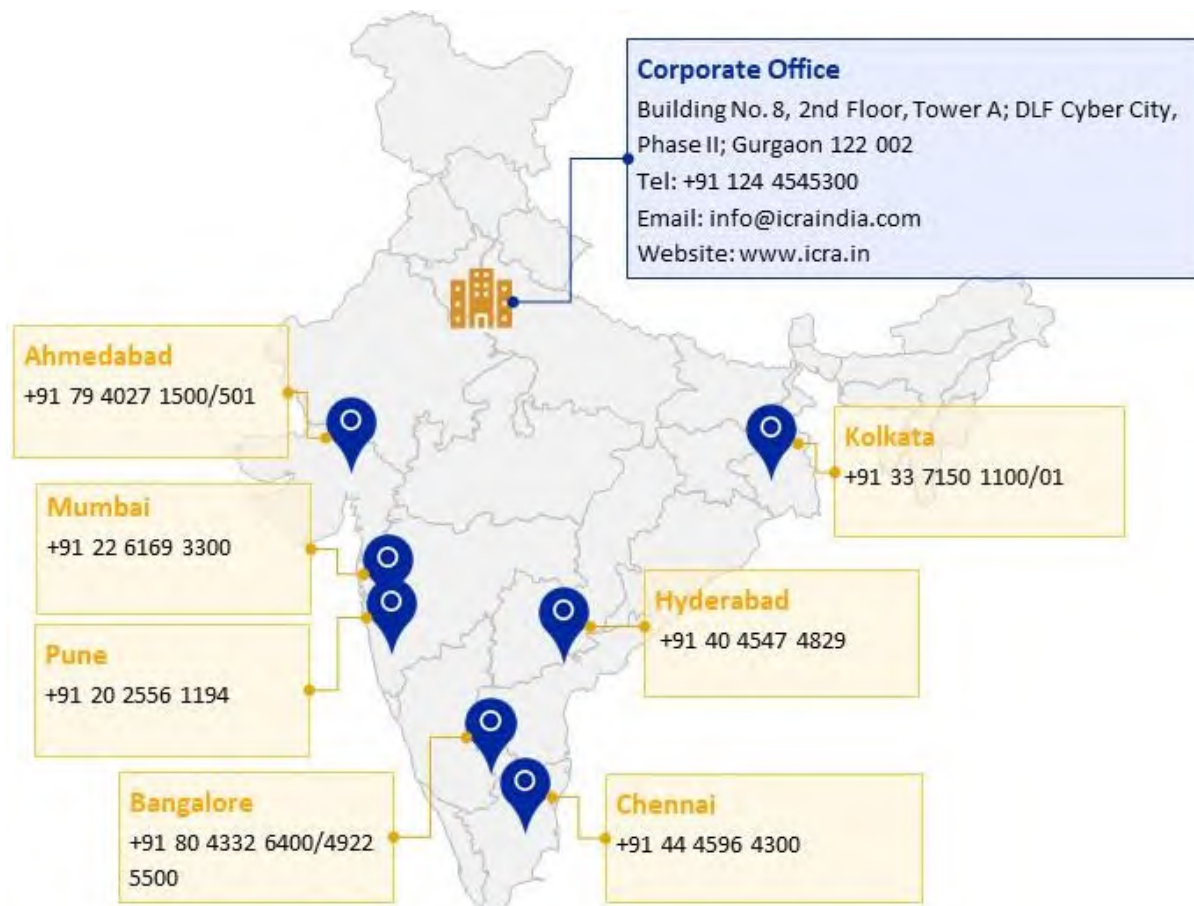 Corporate Office
Building No. 8, 2nd Floor, Tower A; DLF Cyber City,
Phase II; Gurgaon 122 002
Tel: +91 124 4545300
Email: info@icraindia.com
Website: www.icra.in
Ahmedabad
+91 79 4027 1500/501
Kolkata
+91 33 7150 1100/01
Mumbai
+91 22 6169 3300
Hyderabad
+91 40 4547 4829
Pune
+91 20 2556 1194
Bangalore
+91 80 4332 6400/4922
5500
Chennai
+91 44 4596 4300